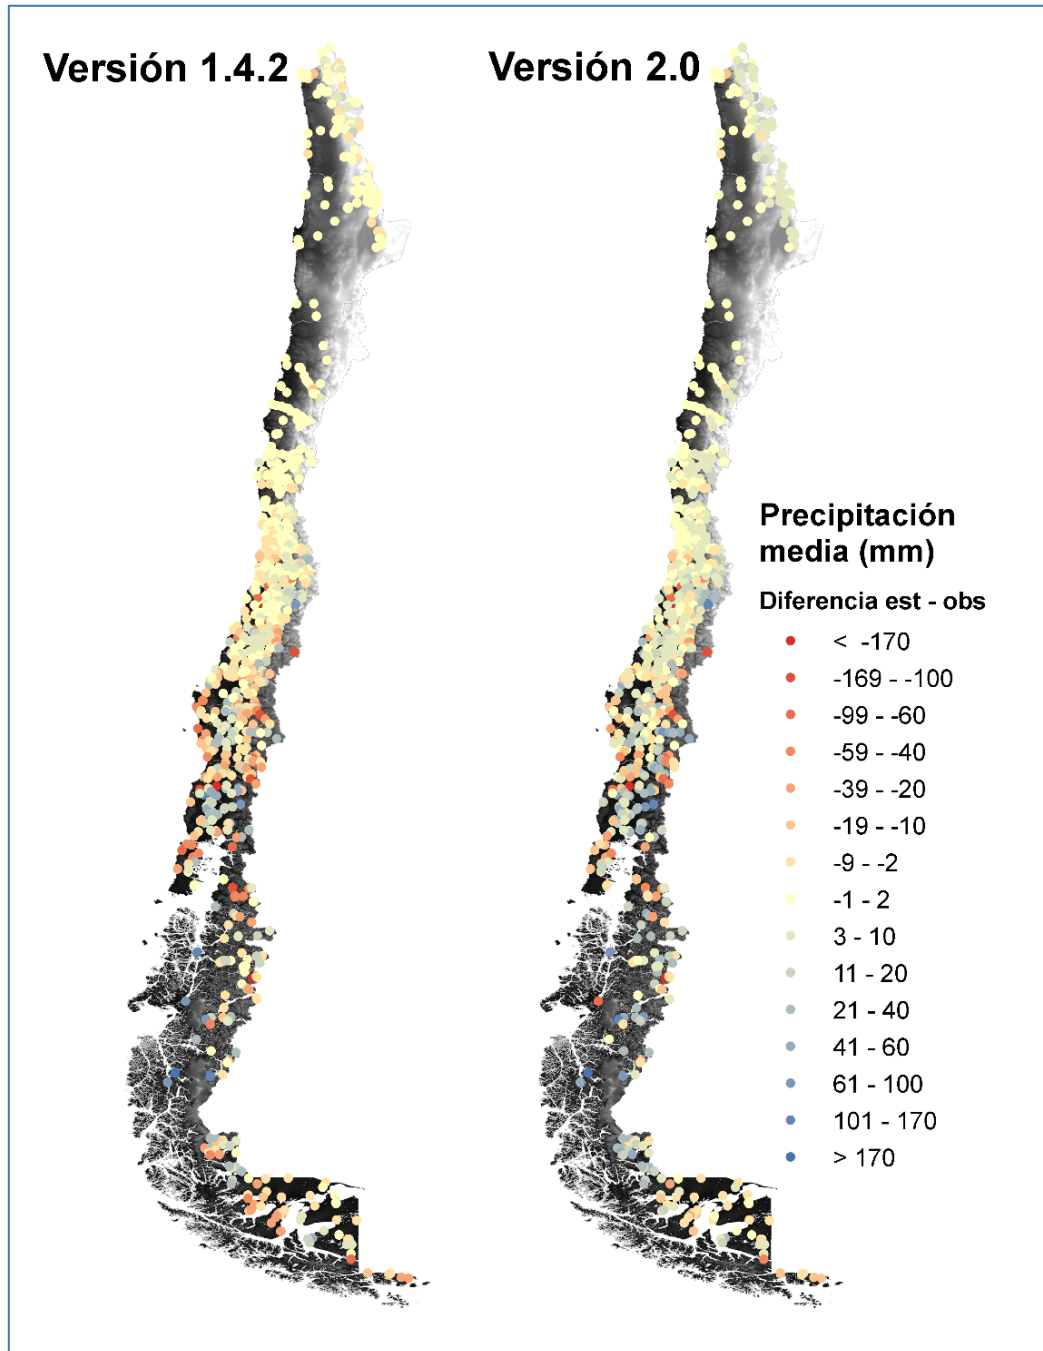 Versión 1.4.2
Versión 2.0
Precipitación
media (mm)
Diferencia est - obs
< -170
-169 - -100
-99 - -60
-59 - -40
-39 - -20
-19 - -10
-9 - -2
-1 - 2
3 - 10
11 - 20
21 - 40
41 - 60
61 - 100
101 - 170
> 170